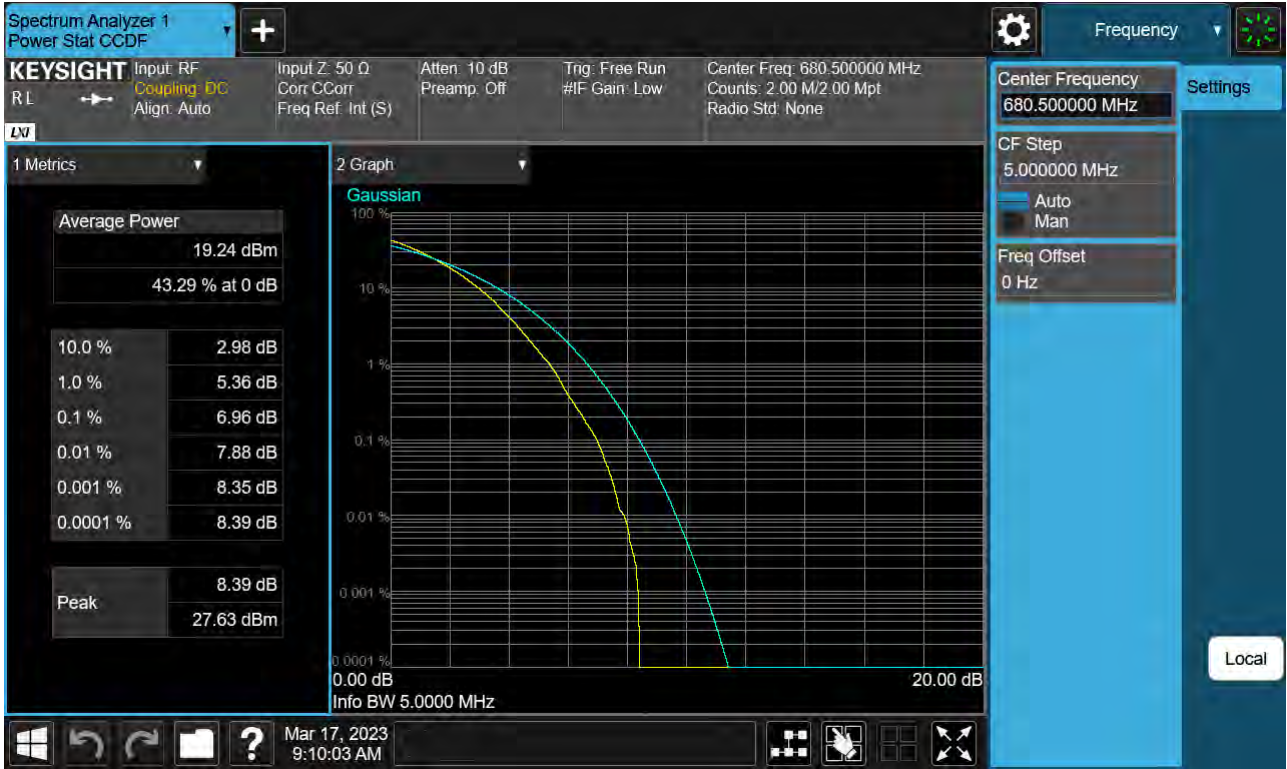 Spectrum Analyzer 1
Power Stat CCDF
Frequency
KEYSIGHT
R L
LXI
Input: RF
Coupling: DC
Align: Auto
Input Z: 50 Ω
Corr CCorr
Freq Ref: Int (S)
Atten: 10 dB
Preamp: Off
Trig: Free Run
#IF Gain: Low
Center Freq: 680.500000 MHz
Counts: 2.00 M/2.00 Mpt
Radio Std: None
Center Frequency
680.500000 MHz
Settings
CF Step
5.000000 MHz
Auto
Man
Freq Offset
0 Hz
Local
1 Metrics
Average Power
19.24 dBm
43.29 % at 0 dB
10.0 % 2.98 dB
1.0 % 5.36 dB
0.1 % 6.96 dB
0.01 % 7.88 dB
0.001 % 8.35 dB
0.0001 % 8.39 dB
Peak
8.39 dB
27.63 dBm
2 Graph
Gaussian
100 %
10 %
1 %
0.1 %
0.01 %
0.001 %
0.0001 %
0.00 dB
20.00 dB
Info BW 5.0000 MHz
?
Mar 17, 2023
9:10:03 AM